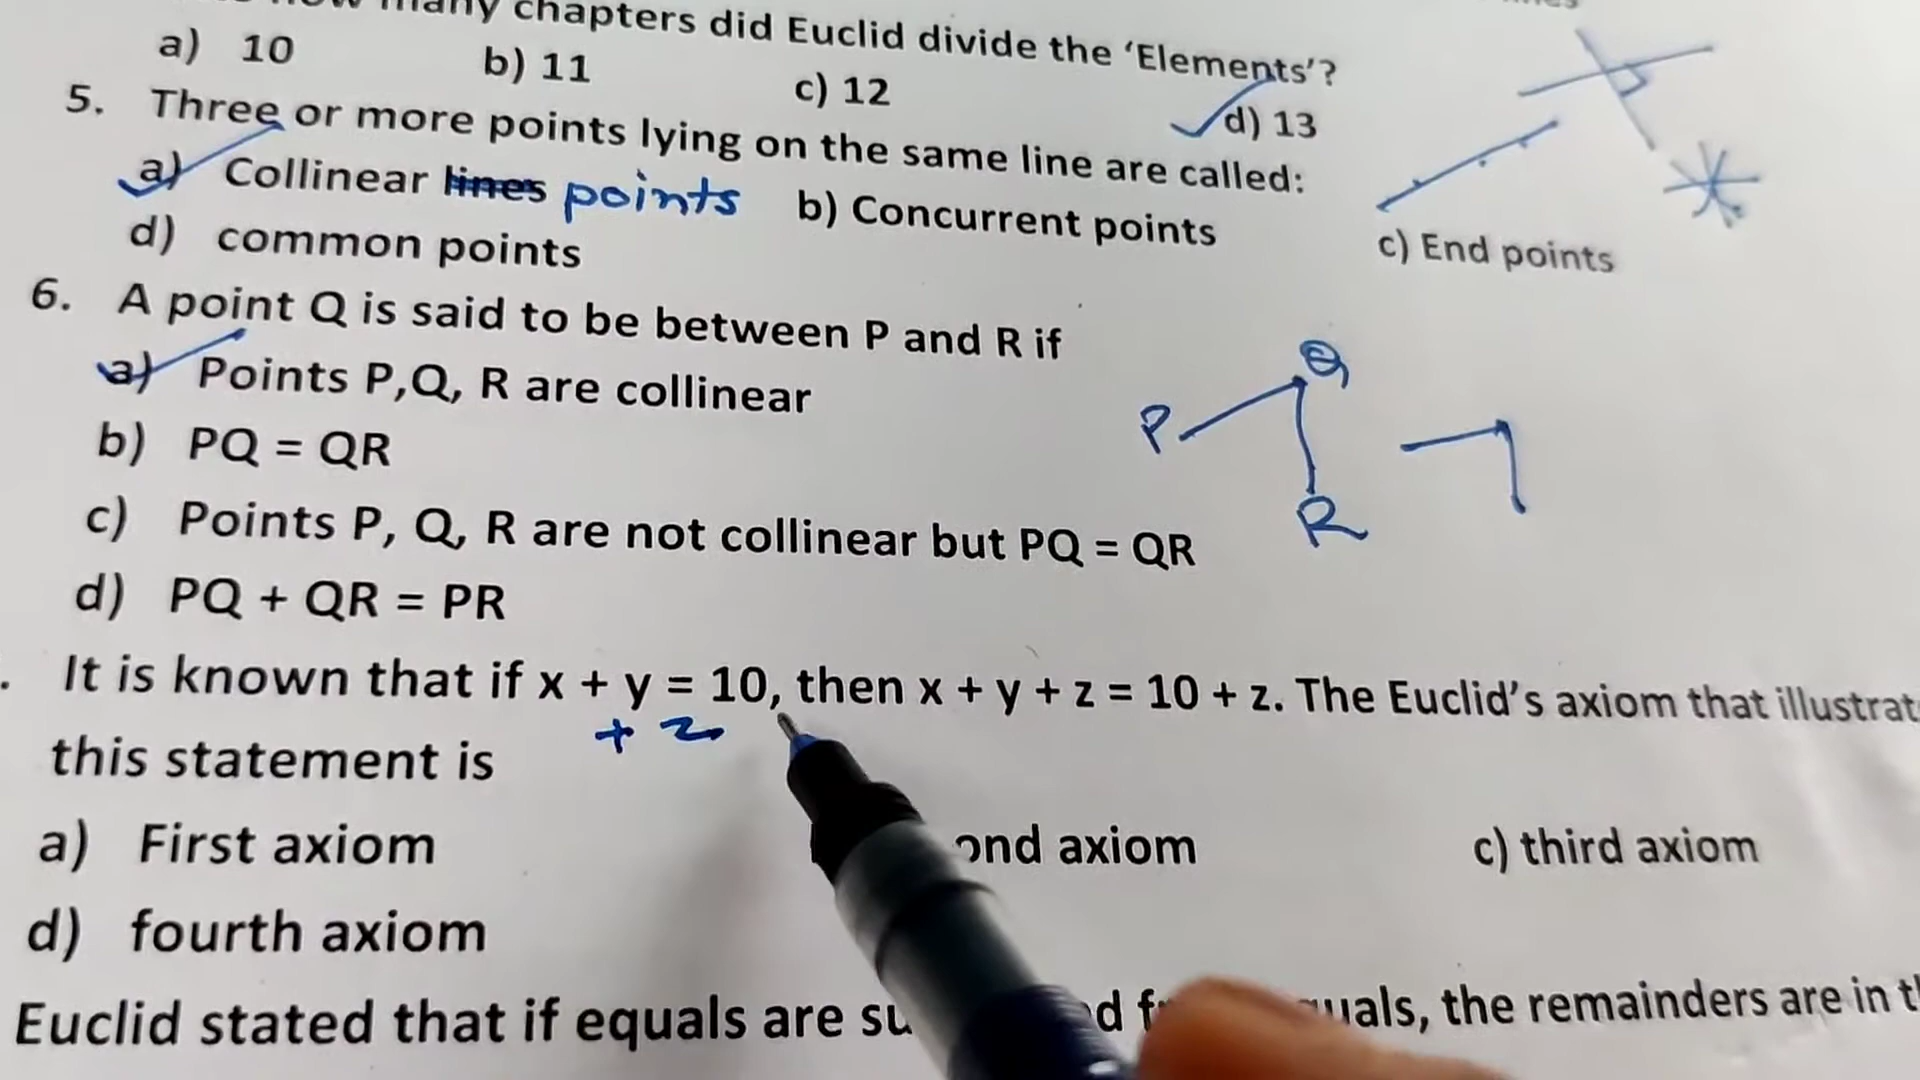 many chapters did Euclid divide the ‘Elements’?
a) 10 b) 11 c) 12 d) 13
5. Three or more points lying on the same line are called:
a) Collinear lines points b) Concurrent points c) End points
d) common points
6. A point Q is said to be between P and R if
a) Points P,Q, R are collinear
b) PQ = QR
c) Points P, Q, R are not collinear but PQ = QR
d) PQ + QR = PR
P Q R
. It is known that if x + y = 10, then x + y + z = 10 + z. The Euclid’s axiom that illustrat
+ z
this statement is
a) First axiom ond axiom c) third axiom
d) fourth axiom
Euclid stated that if equals are su d f uals, the remainders are in t